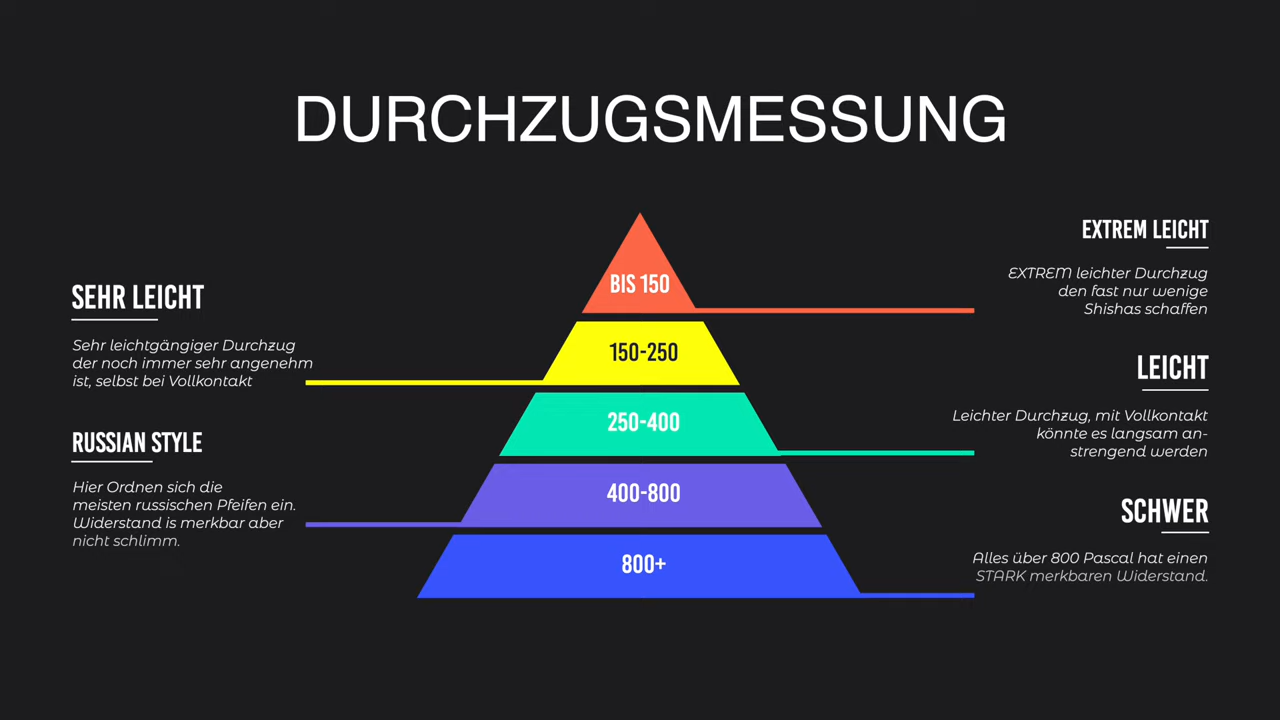 DURCHZUGSMESSUNG
EXTREM LEICHT
EXTREM leichter Durchzug
den fast nur wenige
Shishas schaffen
BIS 150
SEHR LEICHT
Sehr leichtgängiger Durchzug
der noch immer sehr angenehm
ist, selbst bei Vollkontakt
150-250
LEICHT
Leichter Durchzug, mit Vollkontakt
könnte es langsam an-
strengend werden
250-400
RUSSIAN STYLE
Hier Ordnen sich die
meisten russischen Pfeifen ein.
Widerstand is merkbar aber
nicht schlimm.
400-800
SCHWER
Alles über 800 Pascal hat einen
STARK merkbaren Widerstand.
800+